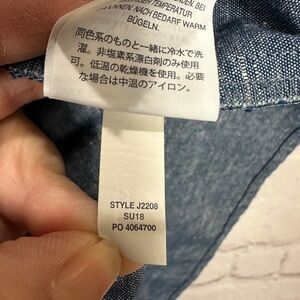 TEMPERATUR
NACH BEDARF WARM
BÜGELN.
同色系のものと一緒に冷水で洗
濯。非塩素系漂白剤のみ使用
可。低温の乾燥機を使用。必要
な場合は中温のアイロン。
STYLE J2208
SU18
PO 4064700